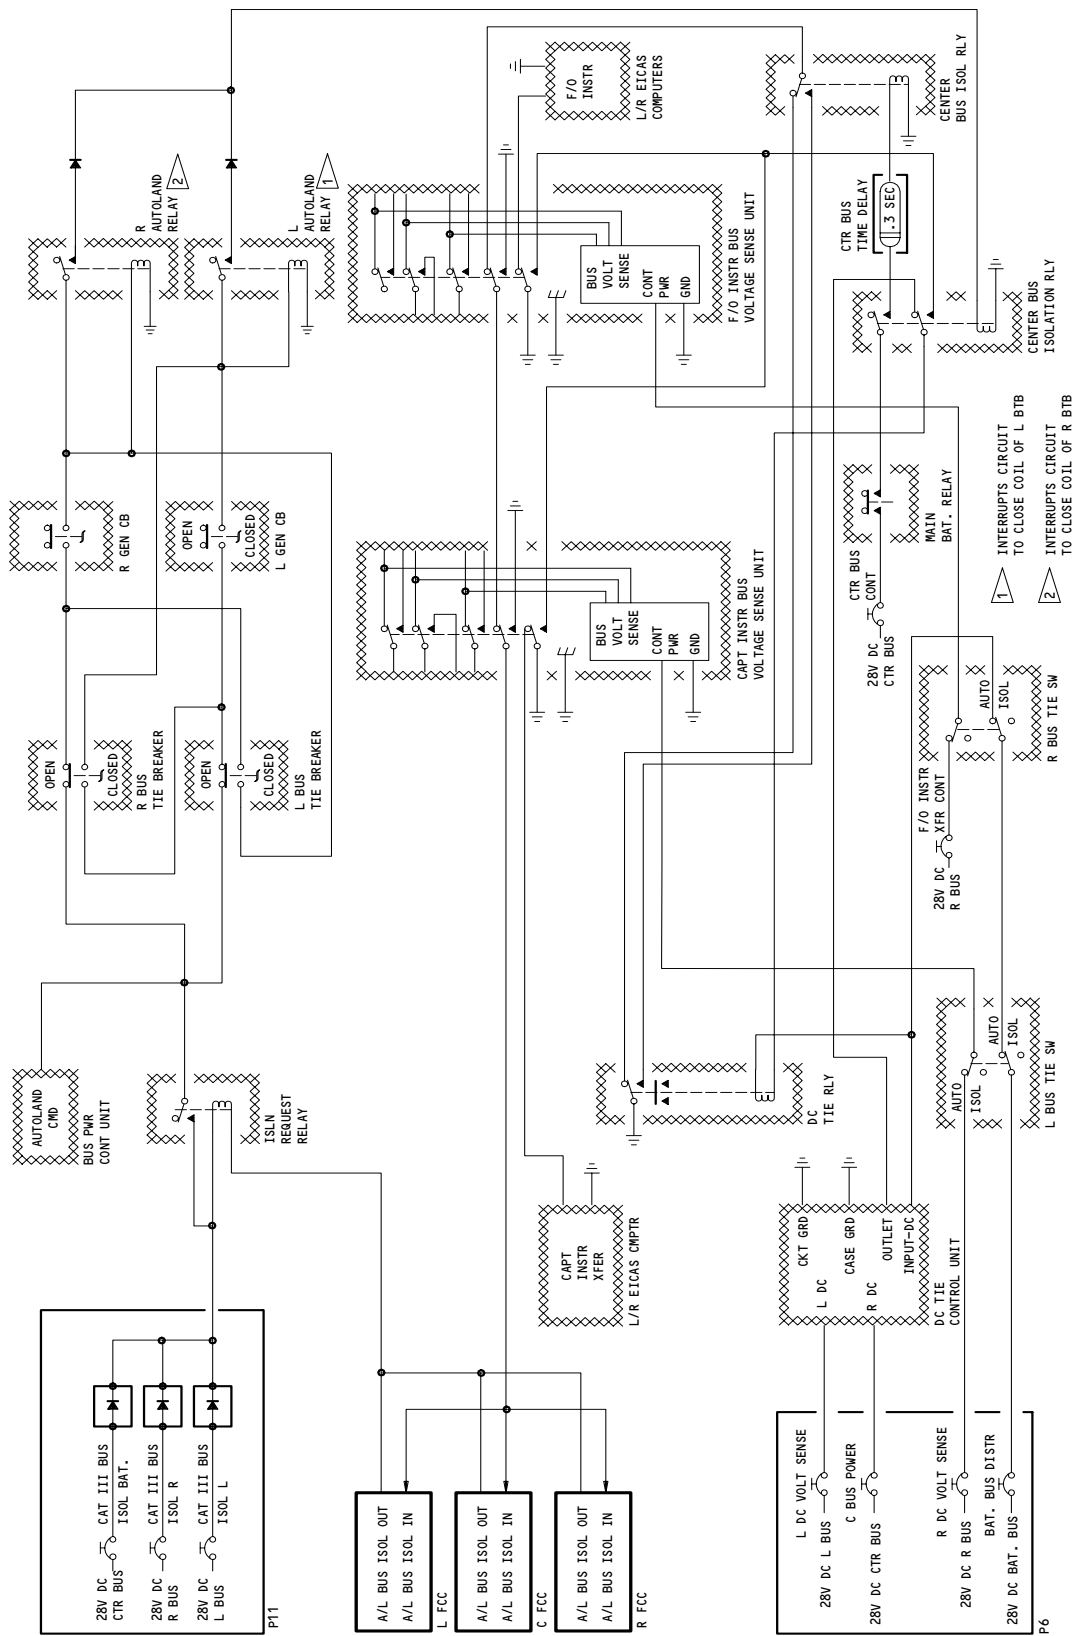 28V DC
CTR BUS
CAT III BUS
ISOL BAT.
28V DC
R BUS
CAT III BUS
ISOL R
28V DC
L BUS
CAT III BUS
ISOL L
P11
AUTOLAND
CMD
BUS PWR
CONT UNIT
ISLN
REQUEST
RELAY
OPEN
CLOSED
R BUS
TIE BREAKER
OPEN
CLOSED
L BUS
TIE BREAKER
R GEN CB
OPEN
CLOSED
L GEN CB
R
AUTOLAND
RELAY
2
L
AUTOLAND
RELAY
1
A/L BUS ISOL OUT
A/L BUS ISOL IN
L FCC
A/L BUS ISOL OUT
A/L BUS ISOL IN
C FCC
A/L BUS ISOL OUT
A/L BUS ISOL IN
R FCC
CAPT
INSTR
XFER
L/R EICAS CMPTR
BUS
VOLT
SENSE
CONT
PWR
GND
CAPT INSTR BUS
VOLTAGE SENSE UNIT
BUS
VOLT
SENSE
CONT
PWR
GND
F/O INSTR BUS
VOLTAGE SENSE UNIT
F/O
INSTR
L/R EICAS
COMPUTERS
DC
TIE RLY
CENTER
BUS ISOL RLY
CTR BUS
TIME DELAY
.3 SEC
CENTER BUS
ISOLATION RLY
MAIN
BAT. RELAY
CTR BUS
CONT
28V DC
CTR BUS
L DC VOLT SENSE
28V DC L BUS
C BUS POWER
28V DC CTR BUS
R DC VOLT SENSE
28V DC R BUS
BAT. BUS DISTR
28V DC BAT. BUS
P6
CKT GRD
L DC
CASE GRD
R DC
OUTLET
INPUT-DC
DC TIE
CONTROL UNIT
AUTO
ISOL
AUTO
ISOL
L BUS TIE SW
F/O INSTR
XFR CONT
28V DC
R BUS
AUTO
ISOL
R BUS TIE SW
1
INTERRUPTS CIRCUIT
TO CLOSE COIL OF L BTB
2
INTERRUPTS CIRCUIT
TO CLOSE COIL OF R BTB